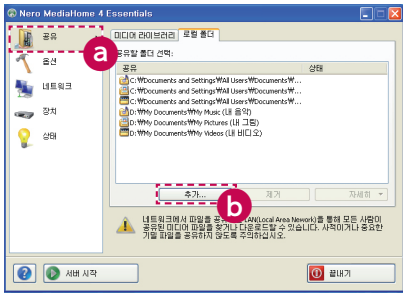 Nero MediaHome 4 Essentials
공유
옵션
네트워크
장치
상태
a
미디어 라이브러리
로컬 폴더
공유할 폴더 선택:
공유
상태
C:₩Documents and Settings₩All Users₩Documents₩...
C:₩Documents and Settings₩All Users₩Documents₩...
C:₩Documents and Settings₩All Users₩Documents₩...
D:₩My Documents₩My Music (내 음악)
D:₩My Documents₩My Pictures (내 그림)
D:₩My Documents₩My Videos (내 비디오)
추가...
제거
자세히
b
네트워크에서 파일을 공유 LAN(Local Area Nework)을 통해 모든 사람이
공유된 미디어 파일을 찾거나 다운로드할 수 있습니다. 사적이거나 중요한
기밀 파일을 공유하지 않도록 주의하십시오.
서버 시작
끝내기